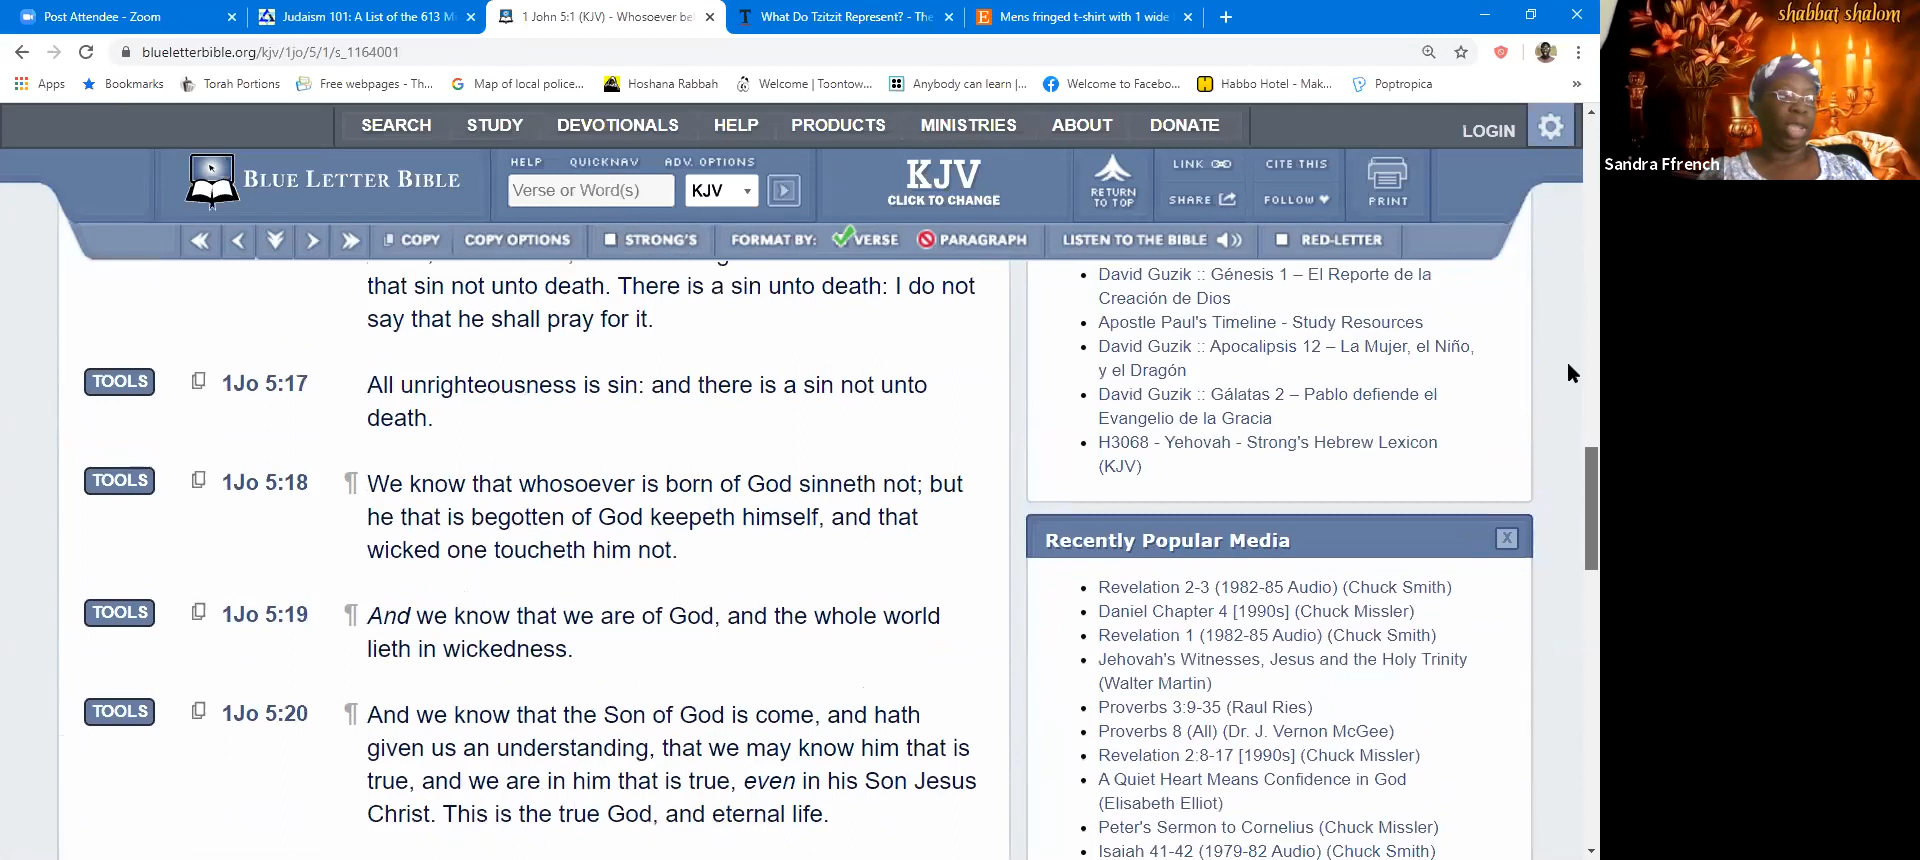 Post Attendee - Zoom
Judaism 101: A List of the 613 Mi
1 John 5:1 (KJV) - Whosoever bel
What Do Tzitzit Represent? - The
Mens fringed t-shirt with 1 wide
blueletterbible.org/kjv/1jo/5/1/s_1164001
Apps
Bookmarks
Torah Portions
Free webpages - Th...
Map of local police...
Hoshana Rabbah
Welcome | Toontow...
Anybody can learn |...
Welcome to Facebo...
Habbo Hotel - Mak...
Poptropica
SEARCH STUDY DEVOTIONALS HELP PRODUCTS MINISTRIES ABOUT DONATE
LOGIN
BLUE LETTER BIBLE
HELP QUICKNAV ADV. OPTIONS
Verse or Word(s)
KJV
KJV
CLICK TO CHANGE
RETURN
TO TOP
LINK
CITE THIS
SHARE
FOLLOW
PRINT
COPY COPY OPTIONS STRONG'S FORMAT BY: VERSE PARAGRAPH LISTEN TO THE BIBLE RED-LETTER
that sin not unto death. There is a sin unto death: I do not
say that he shall pray for it.
TOOLS 1Jo 5:17 All unrighteousness is sin: and there is a sin not unto
death.
TOOLS 1Jo 5:18 ¶ We know that whosoever is born of God sinneth not; but
he that is begotten of God keepeth himself, and that
wicked one toucheth him not.
TOOLS 1Jo 5:19 ¶ And we know that we are of God, and the whole world
lieth in wickedness.
TOOLS 1Jo 5:20 ¶ And we know that the Son of God is come, and hath
given us an understanding, that we may know him that is
true, and we are in him that is true, even in his Son Jesus
Christ. This is the true God, and eternal life.
David Guzik :: Génesis 1 – El Reporte de la
Creación de Dios
Apostle Paul's Timeline - Study Resources
David Guzik :: Apocalipsis 12 – La Mujer, el Niño,
y el Dragón
David Guzik :: Gálatas 2 – Pablo defiende el
Evangelio de la Gracia
H3068 - Yehovah - Strong's Hebrew Lexicon
(KJV)
Recently Popular Media
X
Revelation 2-3 (1982-85 Audio) (Chuck Smith)
Daniel Chapter 4 [1990s] (Chuck Missler)
Revelation 1 (1982-85 Audio) (Chuck Smith)
Jehovah's Witnesses, Jesus and the Holy Trinity
(Walter Martin)
Proverbs 3:9-35 (Raul Ries)
Proverbs 8 (All) (Dr. J. Vernon McGee)
Revelation 2:8-17 [1990s] (Chuck Missler)
A Quiet Heart Means Confidence in God
(Elisabeth Elliot)
Peter's Sermon to Cornelius (Chuck Missler)
Isaiah 41-42 (1979-82 Audio) (Chuck Smith)
shabbat shalom
Sandra Ffrench